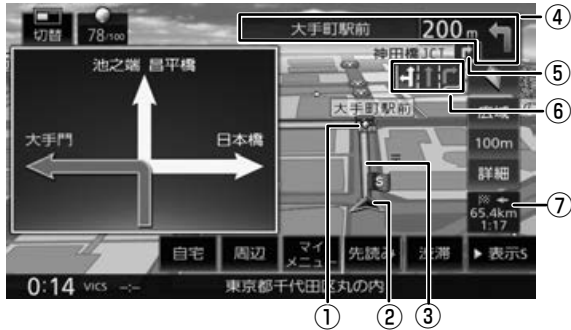 大手町駅前 200m
④
切替
78/100
神田橋JCT
⑤
池之端 昌平橋
⑥
大手町駅前
広域
大手門
日本橋
①
100m
詳細
S
⑦
65.4km
1:17
自宅
周辺
マイメニュー
先読み
渋滞
▶ 表示S
0:14 VICS -:--
東京都千代田区丸の内
① ② ③